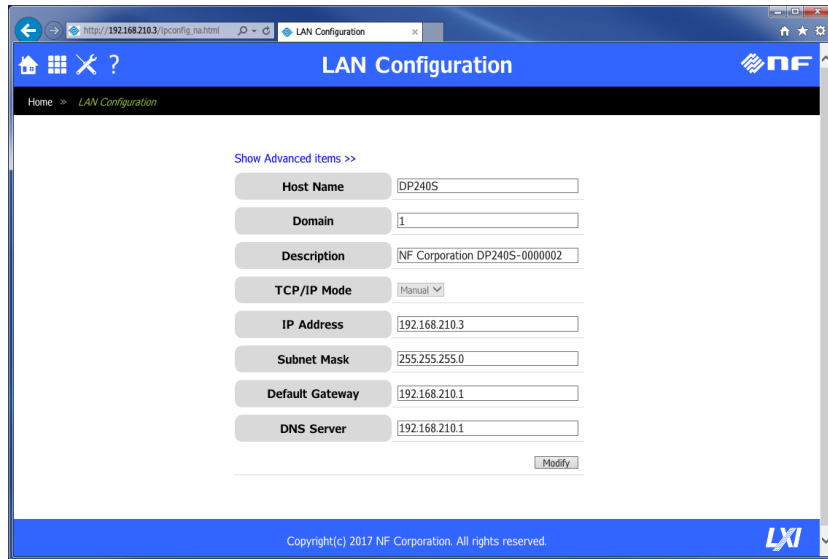 http://192.168.210.3/ipconfig_na.html
LAN Configuration
LAN Configuration
nf
Home » LAN Configuration
Show Advanced items >>
Host Name DP240S
Domain 1
Description NF Corporation DP240S-0000002
TCP/IP Mode Manual
IP Address 192.168.210.3
Subnet Mask 255.255.255.0
Default Gateway 192.168.210.1
DNS Server 192.168.210.1
Modify
Copyright(c) 2017 NF Corporation. All rights reserved.
LXI